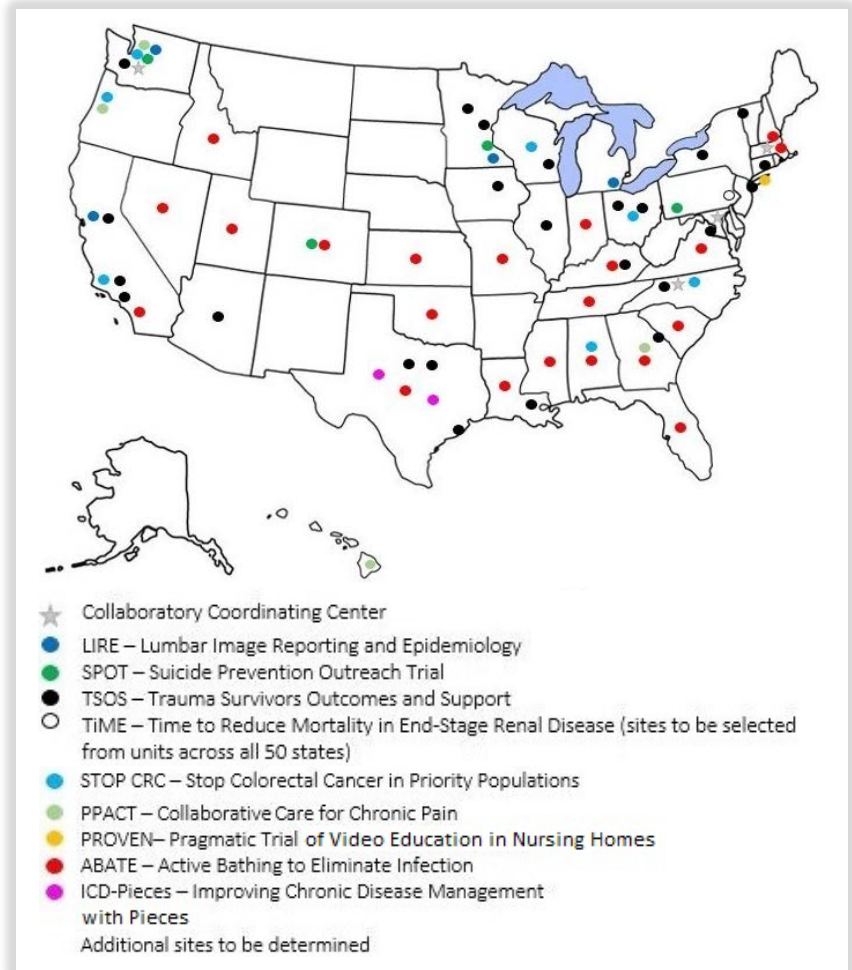 Collaboratory Coordinating Center
LIRE – Lumbar Image Reporting and Epidemiology
SPOT – Suicide Prevention Outreach Trial
TSOS – Trauma Survivors Outcomes and Support
TiME – Time to Reduce Mortality in End-Stage Renal Disease (sites to be selected
from units across all 50 states)
STOP CRC – Stop Colorectal Cancer in Priority Populations
PPACT – Collaborative Care for Chronic Pain
PROVEN– Pragmatic Trial of Video Education in Nursing Homes
ABATE – Active Bathing to Eliminate Infection
ICD-Pieces – Improving Chronic Disease Management
with Pieces
Additional sites to be determined